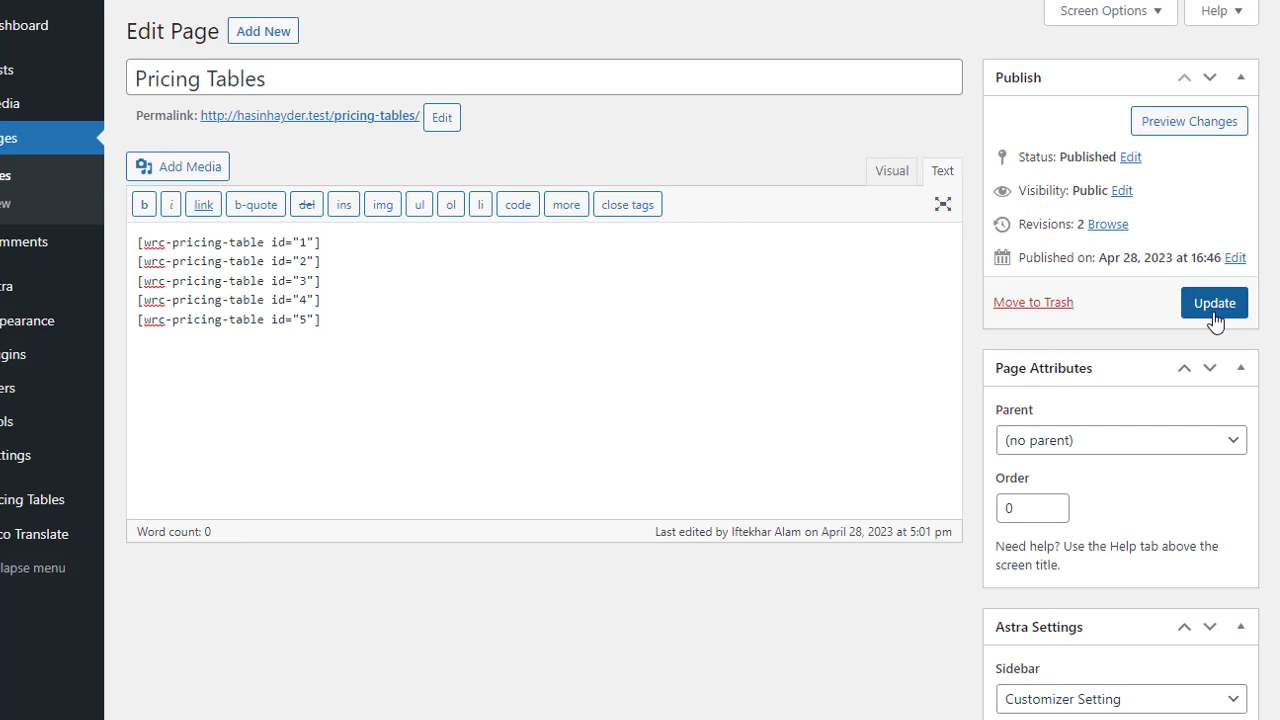 Screen Options
Help
shboard
Edit Page
Add New
sts
dia
ges
es
w
mments
ra
pearance
gins
ers
ols
tings
cing Tables
co Translate
lapse menu
Pricing Tables
Permalink: http://hasinhayder.test/pricing-tables/ Edit
Add Media
Visual
Text
b
i
link
b-quote
del
ins
img
ul
ol
li
code
more
close tags
[wrc-pricing-table id="1"]
[wrc-pricing-table id="2"]
[wrc-pricing-table id="3"]
[wrc-pricing-table id="4"]
[wrc-pricing-table id="5"]
Word count: 0
Last edited by Iftekhar Alam on April 28, 2023 at 5:01 pm
Publish
Preview Changes
Status: Published Edit
Visibility: Public Edit
Revisions: 2 Browse
Published on: Apr 28, 2023 at 16:46 Edit
Move to Trash
Update
Page Attributes
Parent
(no parent)
Order
0
Need help? Use the Help tab above the
screen title.
Astra Settings
Sidebar
Customizer Setting